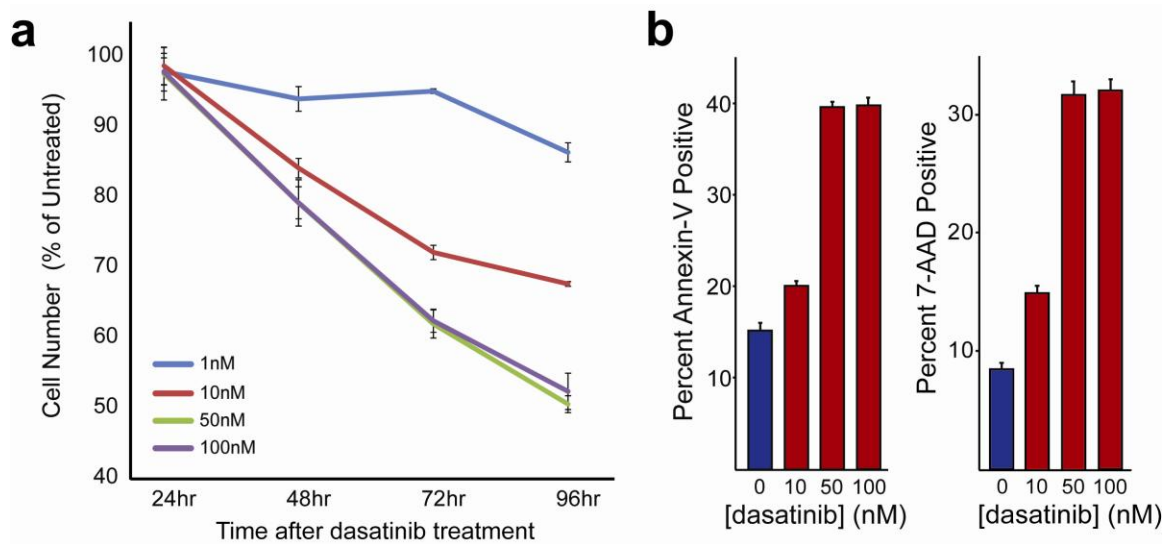 a
100
90
80
70
60
50
40
Cell Number (% of Untreated)
1nM
10nM
50nM
100nM
24hr 48hr 72hr 96hr
Time after dasatinib treatment
b
40
40
20
10
Percent Annexin-V Positive
0 10 50 100
[dasatinib] (nM)
30
32
10
Percent 7-AAD Positive
0 10 50 100
[dasatinib] (nM)